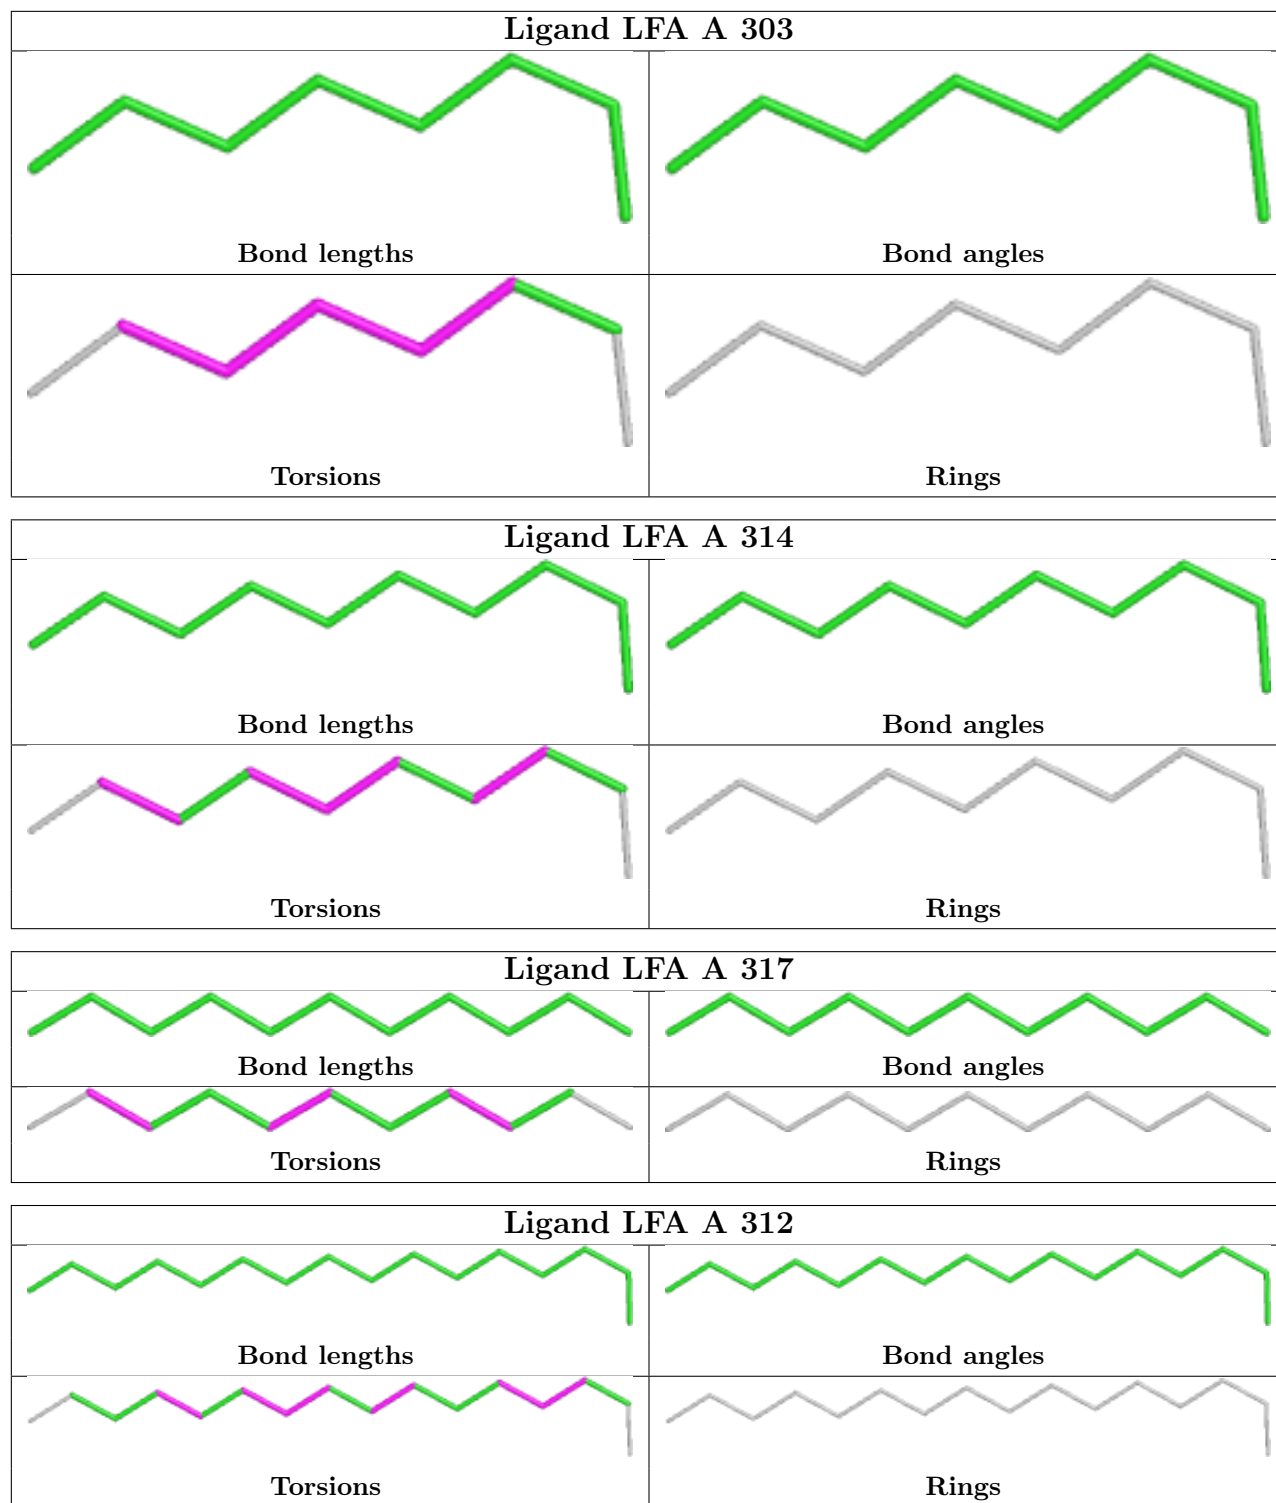 Ligand LFA A 303
Bond lengths
Bond angles
Torsions
Rings
Ligand LFA A 314
Bond lengths
Bond angles
Torsions
Rings
Ligand LFA A 317
Bond lengths
Bond angles
Torsions
Rings
Ligand LFA A 312
Bond lengths
Bond angles
Torsions
Rings